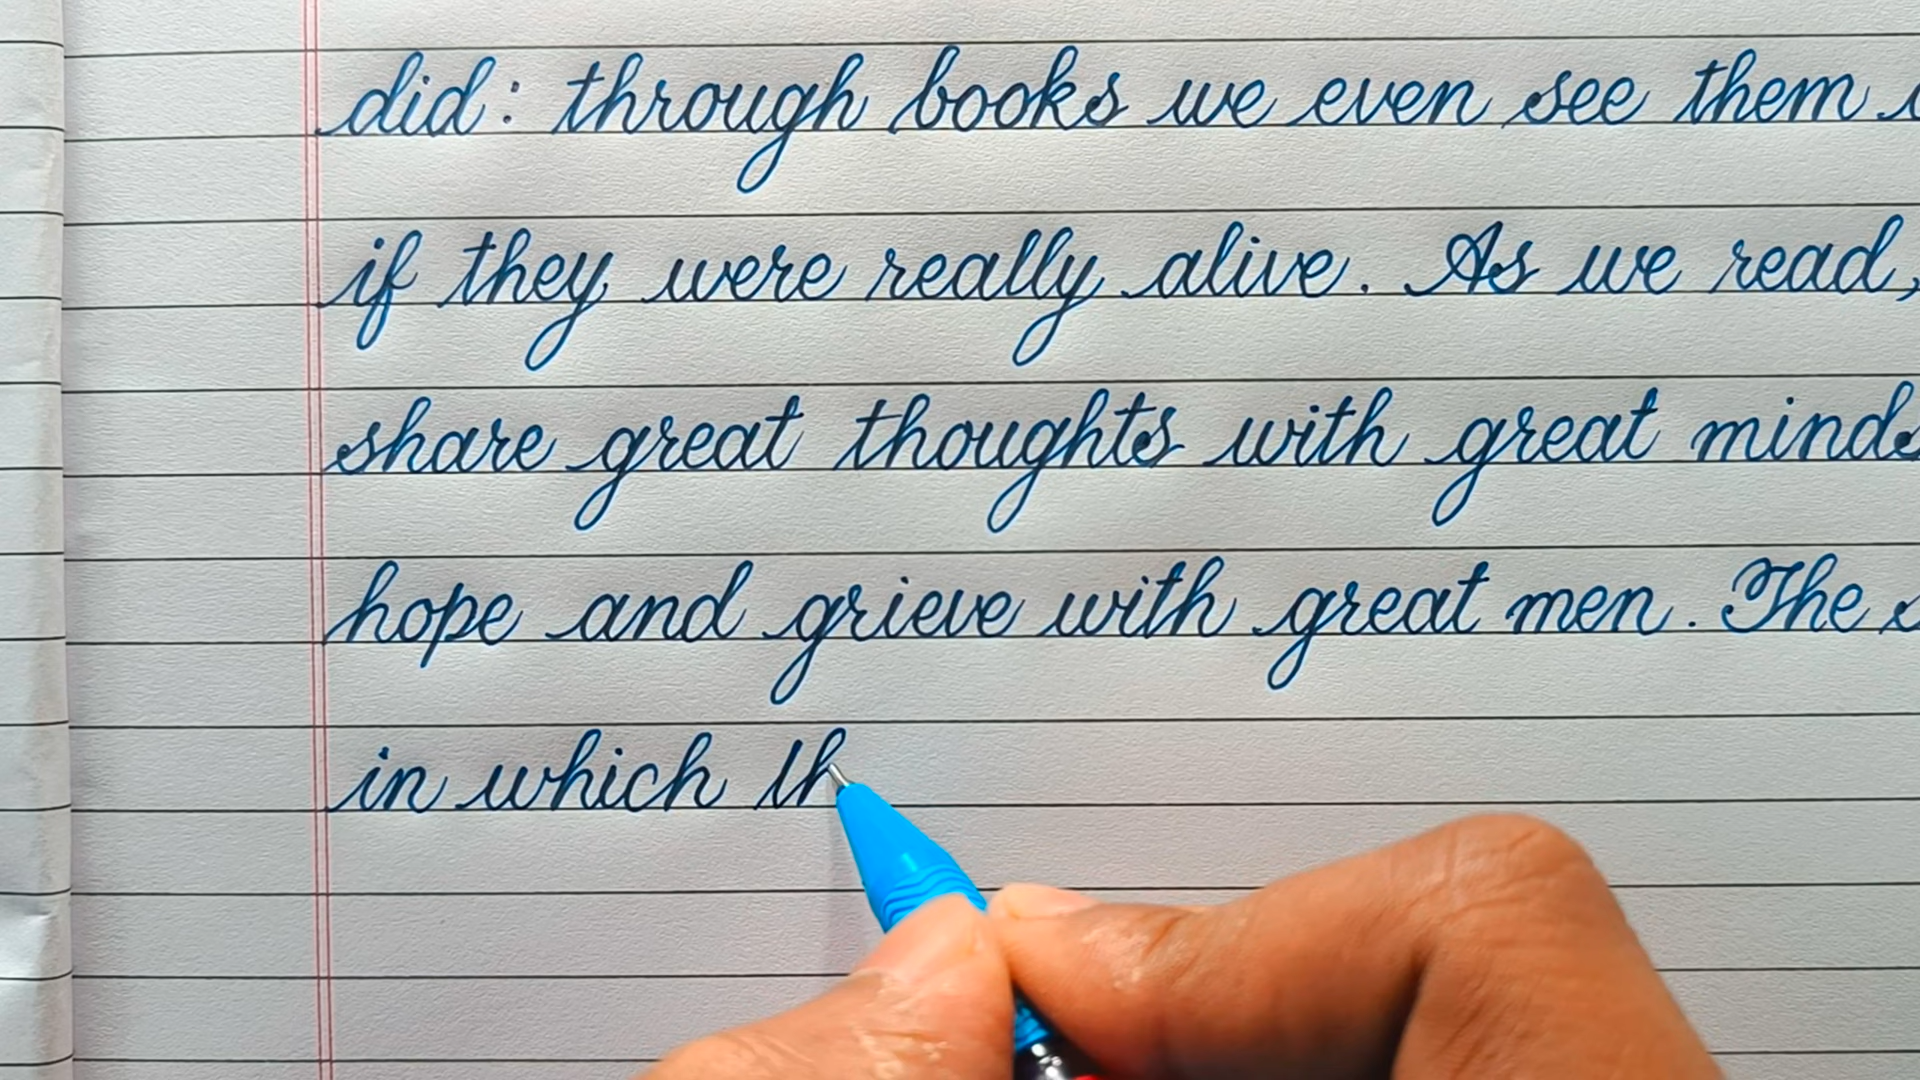 did: through books we even see them
if they were really alive. As we read,
share great thoughts with great minds
hope and grieve with great men. The
in which th